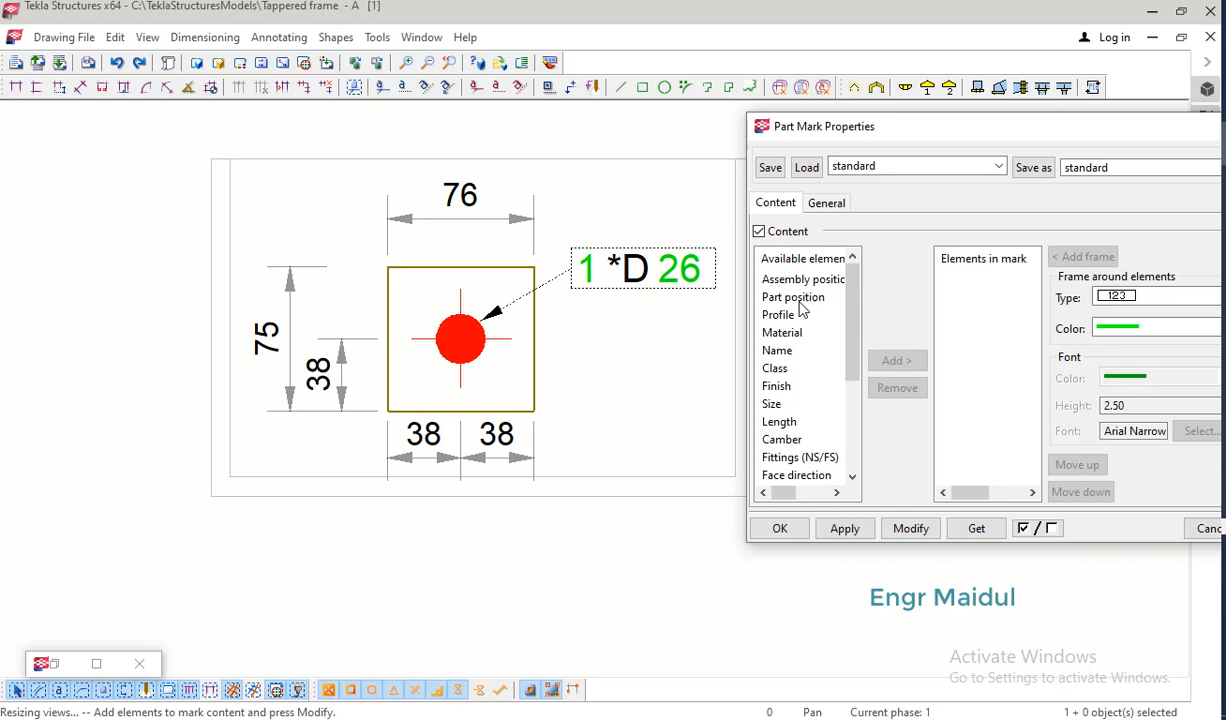 Tekla Structures x64 - C:\TeklaStructuresModels\Tappered frame - A [1]
Drawing File Edit View Dimensioning Annotating Shapes Tools Window Help
Log in
Part Mark Properties
Save Load standard Save as standard
Content General
Content
Available elemen
Assembly positic
Part position
Profile
Material
Name
Class
Finish
Size
Length
Camber
Fittings (NS/FS)
Face direction
Add >
Remove
Elements in mark
< Add frame
Frame around elements
Type: 123
Color:
Font
Color:
Height: 2.50
Font: Arial Narrow Select...
Move up
Move down
OK Apply Modify Get / Canc
76
1 *D 26
75
38
38 38
Engr Maidul
Activate Windows
Go to Settings to activate Windows.
Resizing views... -- Add elements to mark content and press Modify.
0 Pan Current phase: 1 1 + 0 object(s) selected